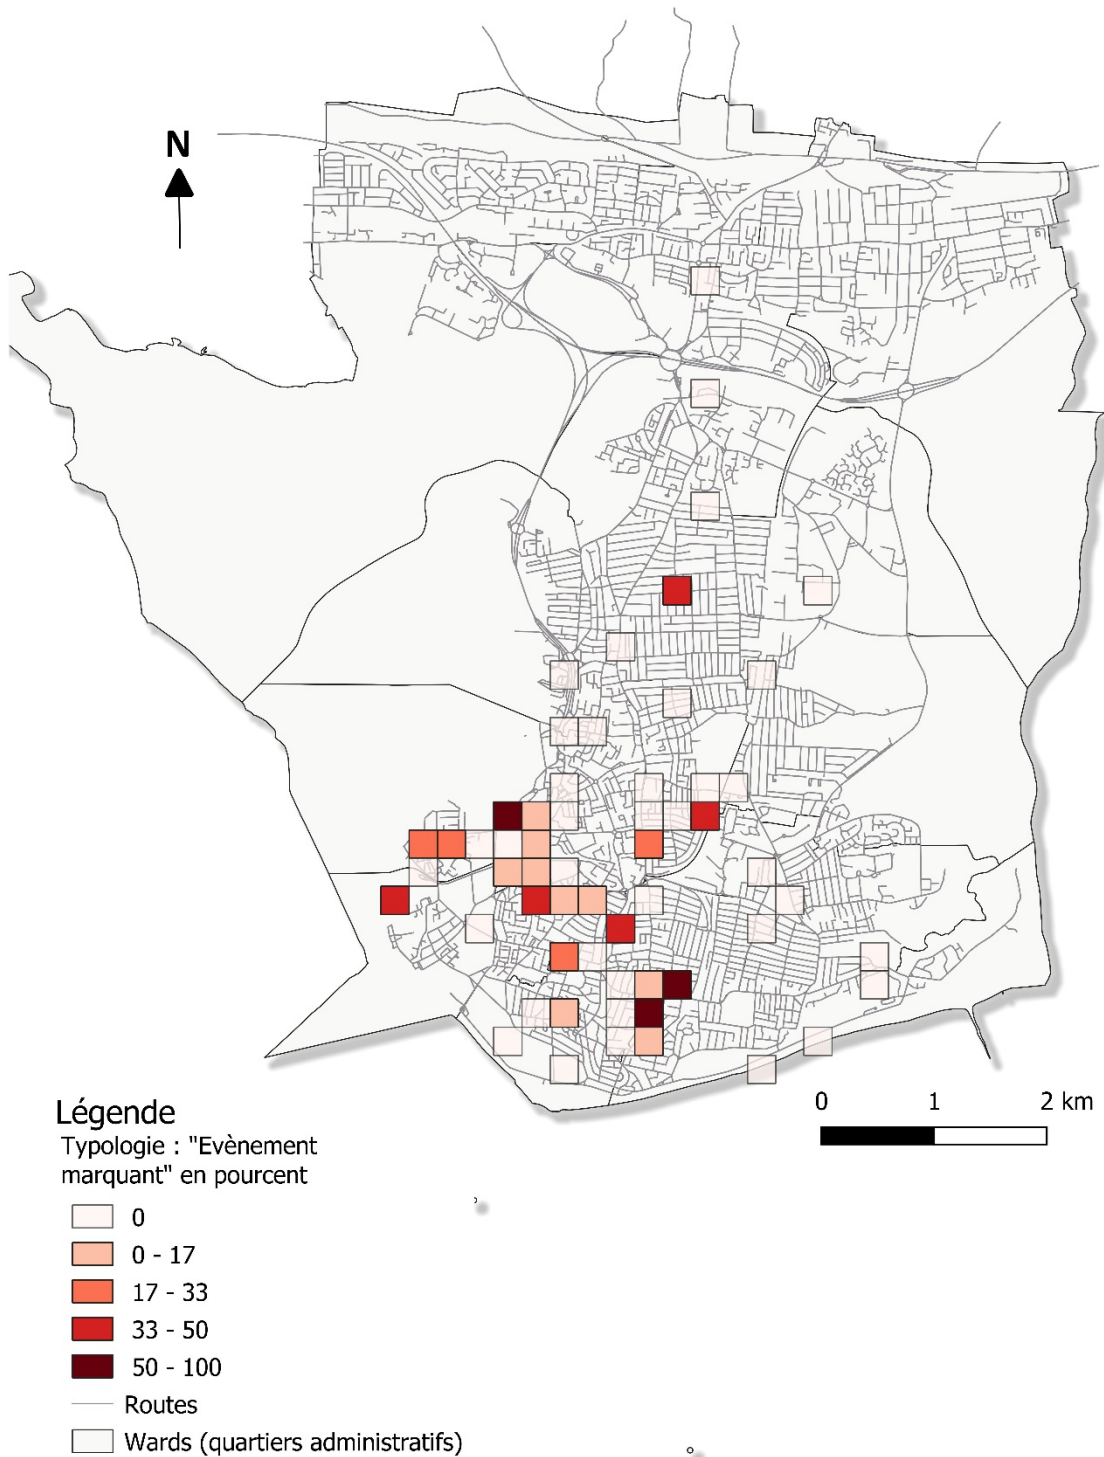 N
0 1 2 km
Légende
Typologie : "Evènement
marquant" en pourcent
0
0 - 17
17 - 33
33 - 50
50 - 100
Routes
Wards (quartiers administratifs)